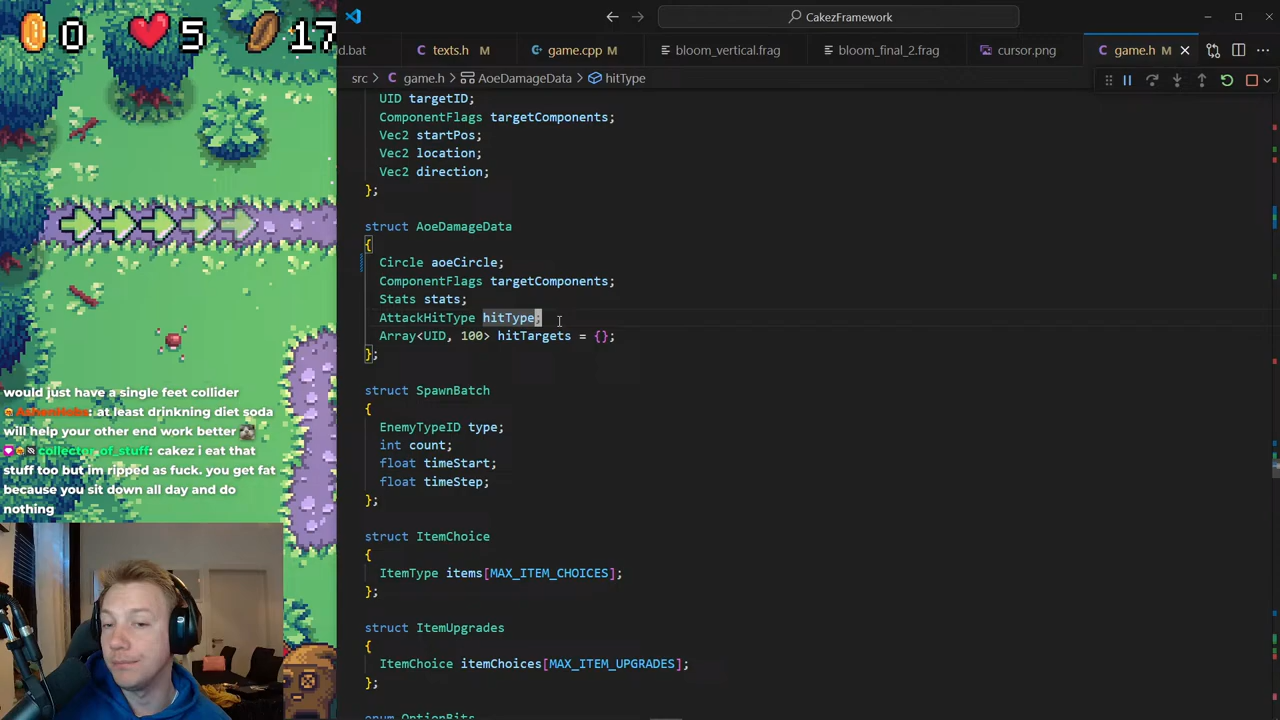 0
5
17
CakezFramework
d.bat
texts.h M
game.cpp M
bloom_vertical.frag
bloom_final_2.frag
cursor.png
game.h M
src > game.h > AoeDamageData > hitType
UID targetID;
ComponentFlags targetComponents;
Vec2 startPos;
Vec2 location;
Vec2 direction;
};
struct AoeDamageData
{
Circle aoeCircle;
ComponentFlags targetComponents;
Stats stats;
AttackHitType hitType;
Array<UID, 100> hitTargets = {};
};
struct SpawnBatch
{
EnemyTypeID type;
int count;
float timeStart;
float timeStep;
};
struct ItemChoice
{
ItemType items[MAX_ITEM_CHOICES];
};
struct ItemUpgrades
{
ItemChoice itemChoices[MAX_ITEM_UPGRADES];
};
enum OptionBits
would just have a single feet collider
: at least drinkning diet soda
will help your other end work better
collector_of_stuff: cakez i eat that
stuff too but im ripped as fuck. you get fat
because you sit down all day and do
nothing